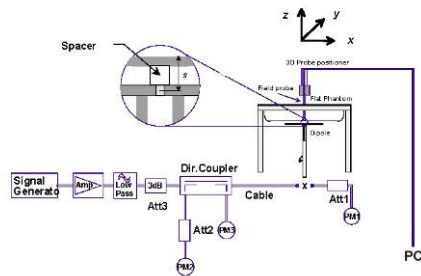 z
y
x
Spacer
s
3D Probe positioner
Field probe
Flat Phantom
Dipole
Signal
Generato
Amp
Low
Pass
3dB
Att3
Dir.Coupler
Cable
x
Att1
PM1
PM3
Att2
PM2
PC